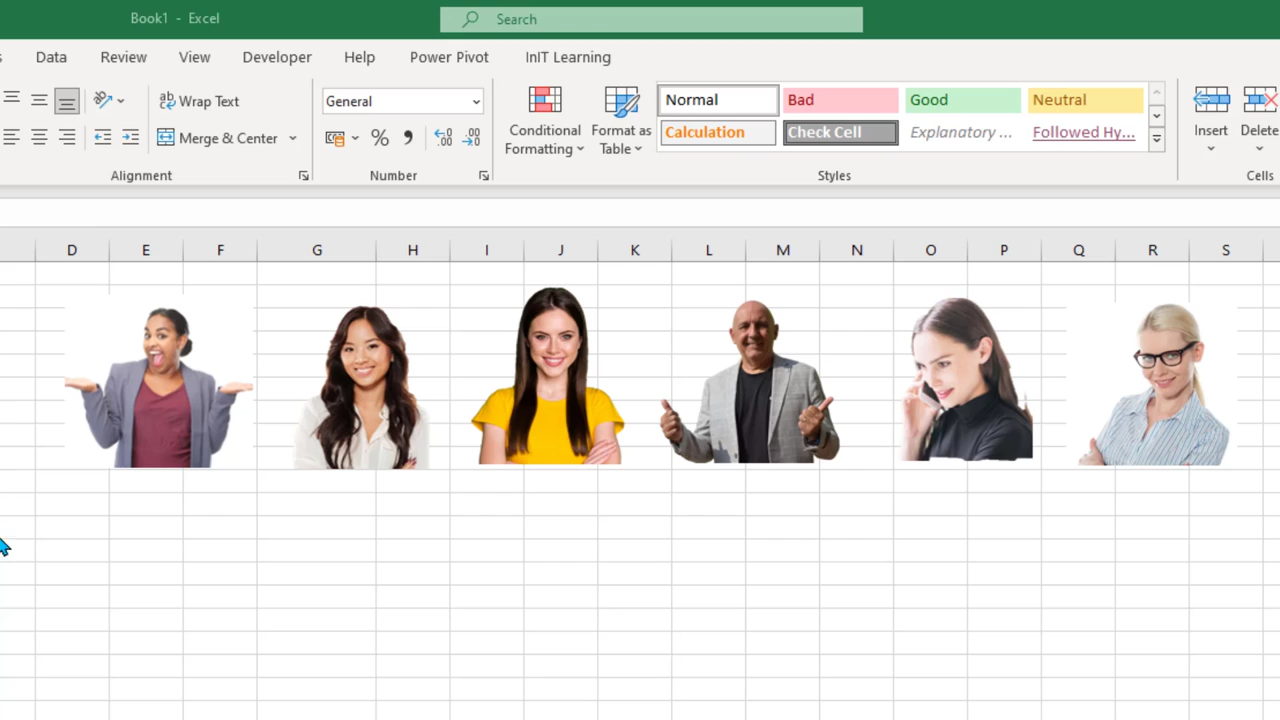 Book1 - Excel
Search
Data Review View Developer Help Power Pivot InIT Learning
Wrap Text
Merge & Center
Alignment
General
Number
Conditional Formatting
Format as Table
Normal Bad Good Neutral
Calculation Check Cell Explanatory ... Followed Hy...
Styles
Insert
Delete
Cells
D E F G H I J K L M N O P Q R S